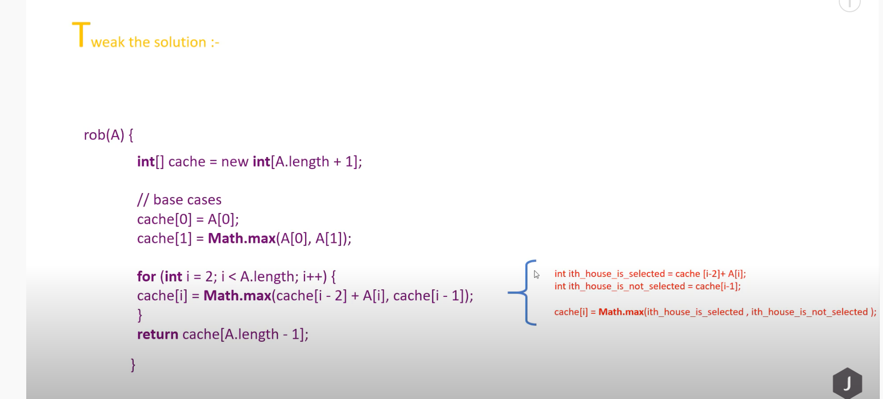 Tweak the solution :-
rob(A) {
int[] cache = new int[A.length + 1];
// base cases
cache[0] = A[0];
cache[1] = Math.max(A[0], A[1]);
for (int i = 2; i < A.length; i++) {
cache[i] = Math.max(cache[i - 2] + A[i], cache[i - 1]);
}
return cache[A.length - 1];
}
int ith_house_is_selected = cache [i-2]+ A[i];
int ith_house_is_not_selected = cache[i-1];
cache[i] = Math.max(ith_house_is_selected , ith_house_is_not_selected );
J